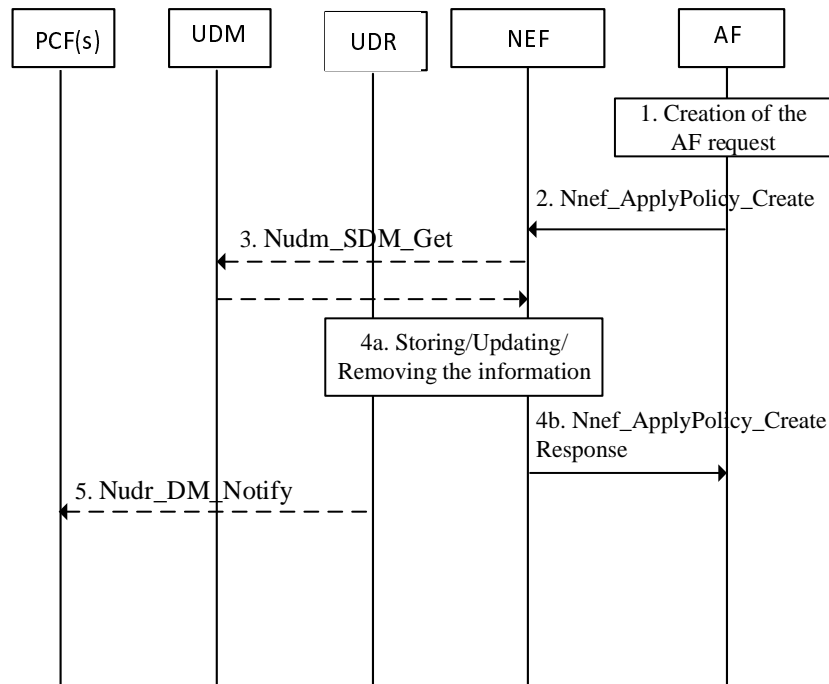 PCF(s)
UDM
UDR
NEF
AF
1. Creation of the
AF request
2. Nnef_ApplyPolicy_Create
3. Nudm_SDM_Get
4a. Storing/Updating/
Removing the information
4b. Nnef_ApplyPolicy_Create
Response
5. Nudr_DM_Notify